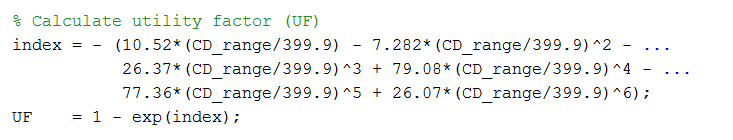 % Calculate utility factor (UF)
index = - (10.52*(CD_range/399.9) - 7.282*(CD_range/399.9)^2 - ...
26.37*(CD_range/399.9)^3 + 79.08*(CD_range/399.9)^4 - ...
77.36*(CD_range/399.9)^5 + 26.07*(CD_range/399.9)^6);
UF = 1 - exp(index);